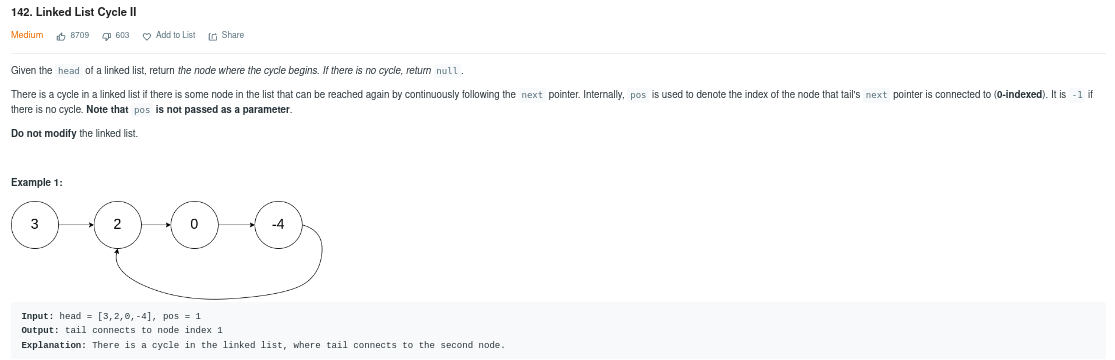 142. Linked List Cycle II
Medium 8709 603 Add to List Share
Given the head of a linked list, return the node where the cycle begins. If there is no cycle, return null.
There is a cycle in a linked list if there is some node in the list that can be reached again by continuously following the next pointer. Internally, pos is used to denote the index of the node that tail's next pointer is connected to (0-indexed). It is -1 if
there is no cycle. Note that pos is not passed as a parameter.
Do not modify the linked list.
Example 1:
3 2 0 -4
Input: head = [3,2,0,-4], pos = 1
Output: tail connects to node index 1
Explanation: There is a cycle in the linked list, where tail connects to the second node.